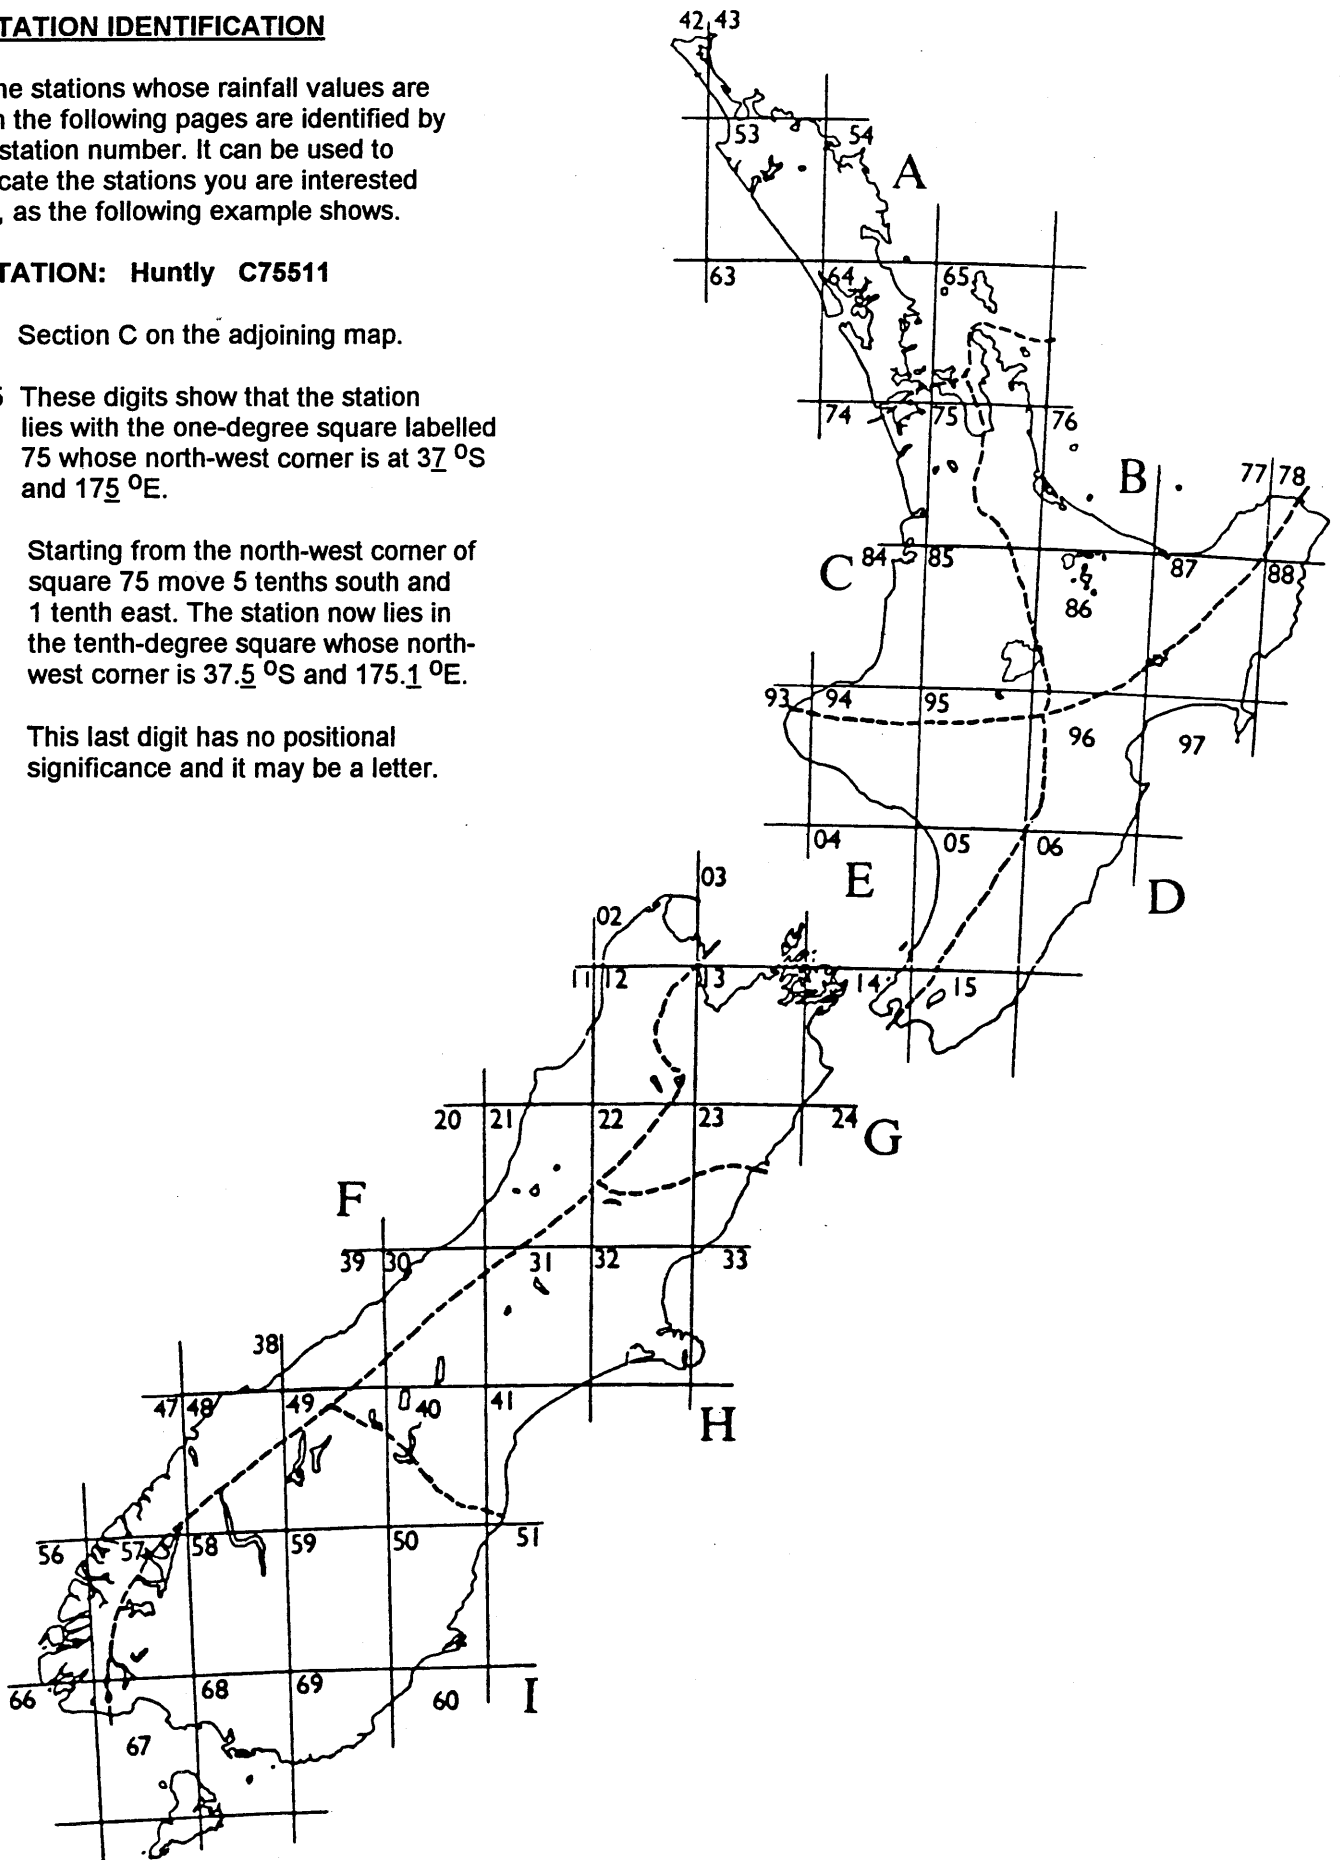 TATION IDENTIFICATION
ne stations whose rainfall values are
n the following pages are identified by
station number. It can be used to
cate the stations you are interested
, as the following example shows.
TATION: Huntly C75511
Section C on the adjoining map.
5 These digits show that the station
lies with the one-degree square labelled
75 whose north-west corner is at 37 ⁰S
and 175 ⁰E.
Starting from the north-west corner of
square 75 move 5 tenths south and
1 tenth east. The station now lies in
the tenth-degree square whose north-
west corner is 37.5 ⁰S and 175.1 ⁰E.
This last digit has no positional
significance and it may be a letter.
42 43
53 54
A
63 64 65
74 75 76
B 77 78
C 84 85 87 88
86
93 94 95
96 97
04 05 06
E D
03
02
11 12 13 14 15
20 21 22 23 24 G
F
39 30 31 32 33
38
47 48 49 40 41
H
56 57 58 59 50 51
66 68 69 60 I
67